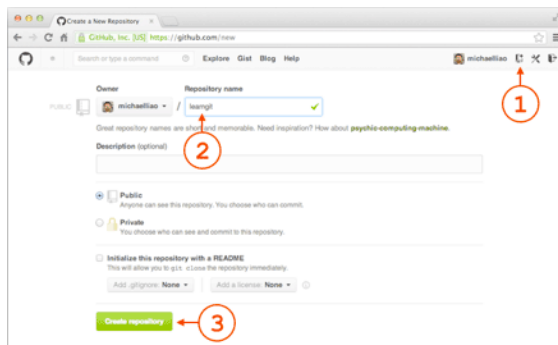 Create a New Repository
GitHub, Inc. [US] https://github.com/new
Search or type a command
Explore Gist Blog Help
michaelliao
1
Owner
Repository name
PUBLIC
michaelliao / learngit
2
Great repository names are short and memorable. Need inspiration? How about psychic-computing-machine.
Description (optional)
Public
Anyone can see this repository. You choose who can commit.
Private
You choose who can see and commit to this repository.
Initialize this repository with a README
This will allow you to git clone the repository immediately.
Add .gitignore: None
Add a license: None
Create repository
3